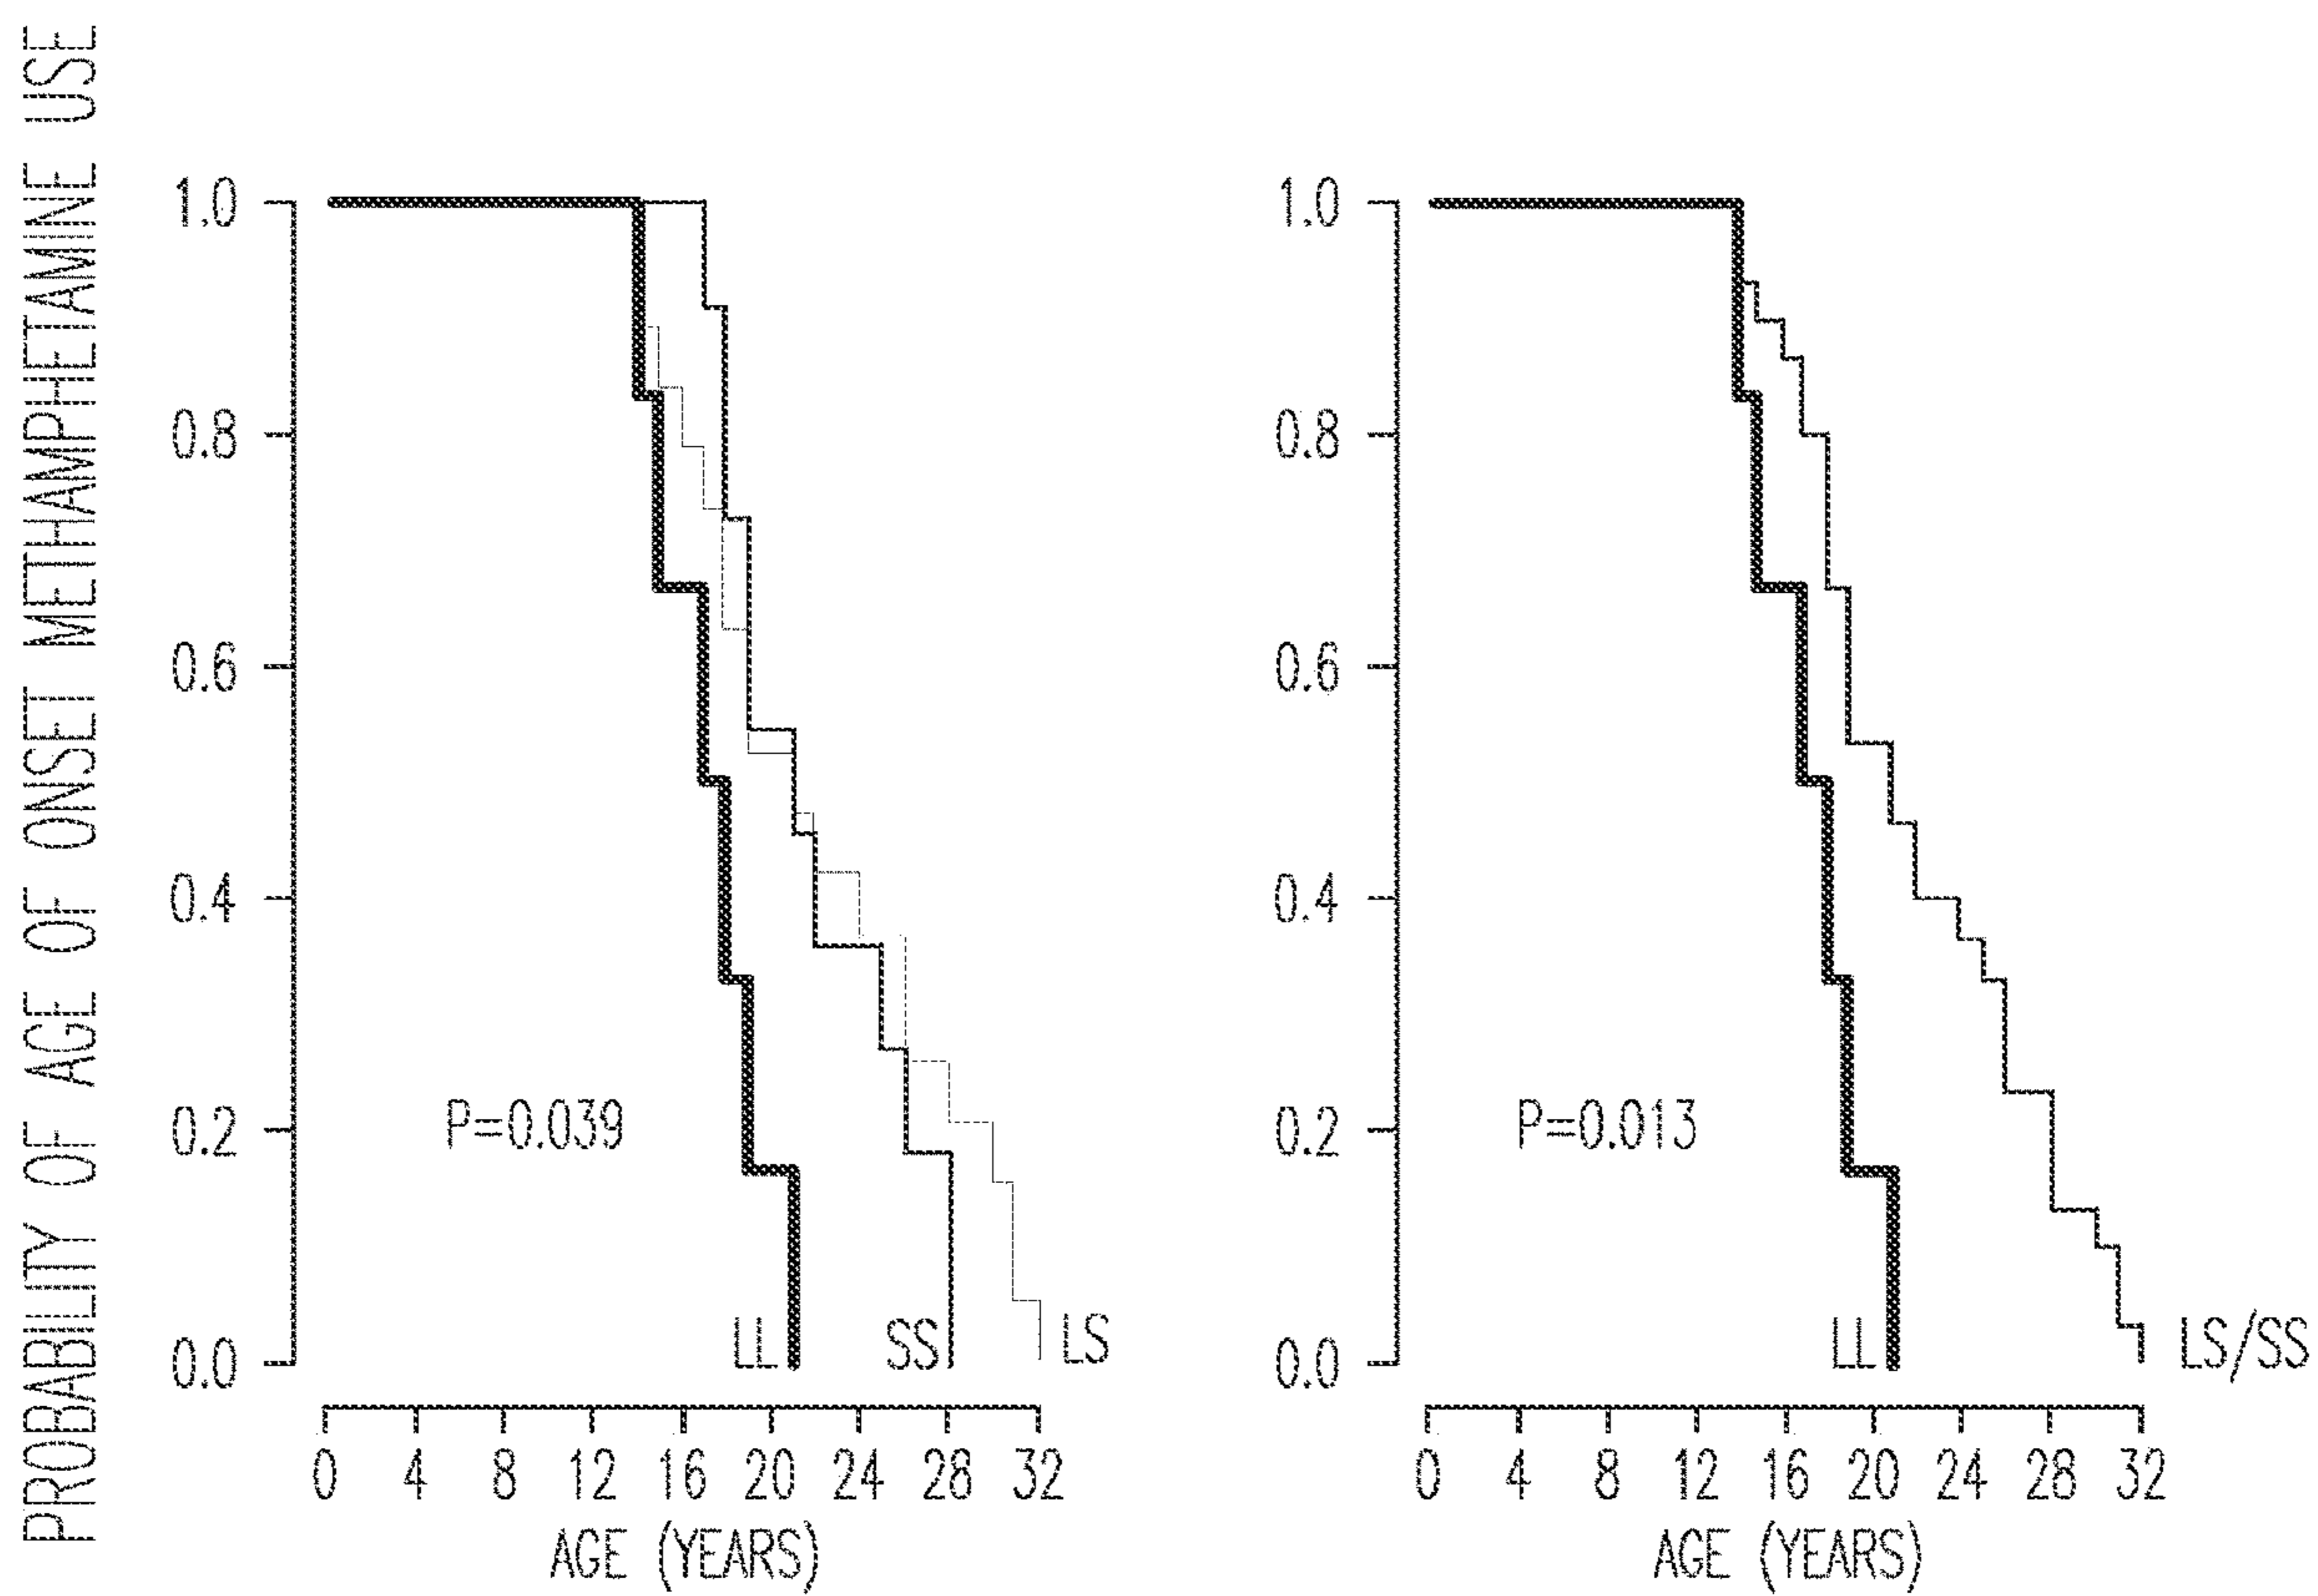 PROBABILITY OF AGE OF ONSET METHAMPHETAMINE USE
1.0
0.8
0.6
0.4
0.2
0.0
P=0.039
LL
SS
LS
0 4 8 12 16 20 24 28 32
AGE (YEARS)
1.0
0.8
0.6
0.4
0.2
0.0
P=0.013
LL
LS/SS
0 4 8 12 16 20 24 28 32
AGE (YEARS)